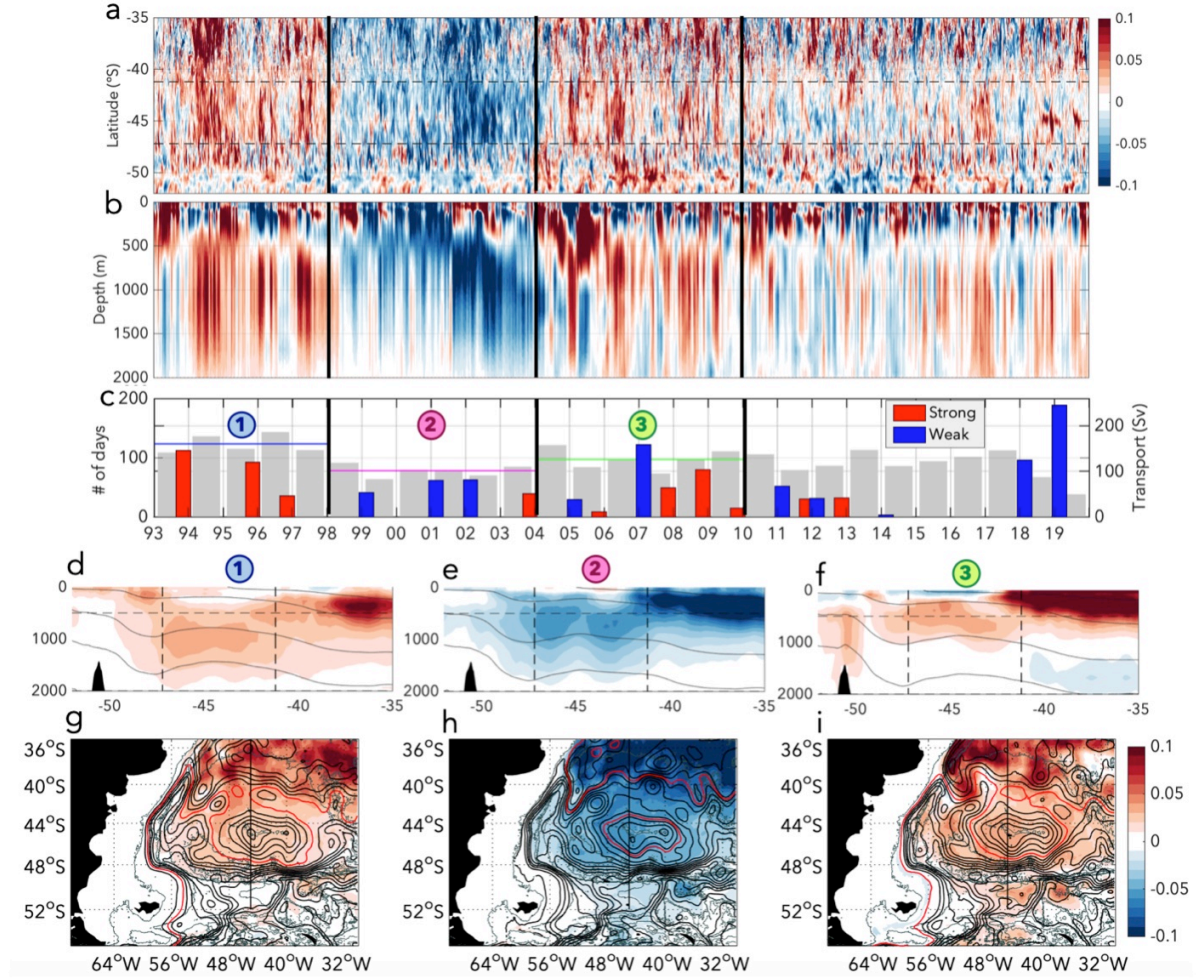 a
-35
-40
-45
-50
Latitude (°S)
0.1
0.05
0
-0.05
-0.1
b
0
500
1000
1500
2000
Depth (m)
c
200
100
0
# of days
1
2
3
Strong
Weak
200
100
0
Transport (Sv)
93 94 95 96 97 98 99 00 01 02 03 04 05 06 07 08 09 10 11 12 13 14 15 16 17 18 19
d
1
0
1000
2000
-50 -45 -40 -35
e
2
0
1000
2000
-50 -45 -40 -35
f
3
0
1000
2000
-50 -45 -40 -35
g
36°S
40°S
44°S
48°S
52°S
64°W 56°W 48°W 40°W 32°W
h
36°S
40°S
44°S
48°S
52°S
64°W 56°W 48°W 40°W 32°W
i
36°S
40°S
44°S
48°S
52°S
64°W 56°W 48°W 40°W 32°W
0.1
0.05
0
-0.05
-0.1